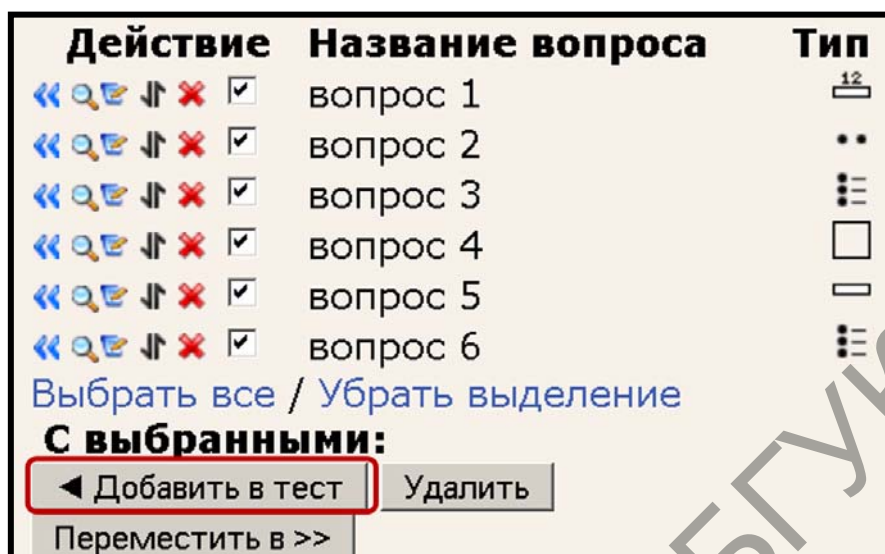 Действие Название вопроса Тип
вопрос 1 12
вопрос 2
вопрос 3
вопрос 4
вопрос 5
вопрос 6
Выбрать все / Убрать выделение
С выбранными:
◄ Добавить в тест Удалить
Переместить в >>